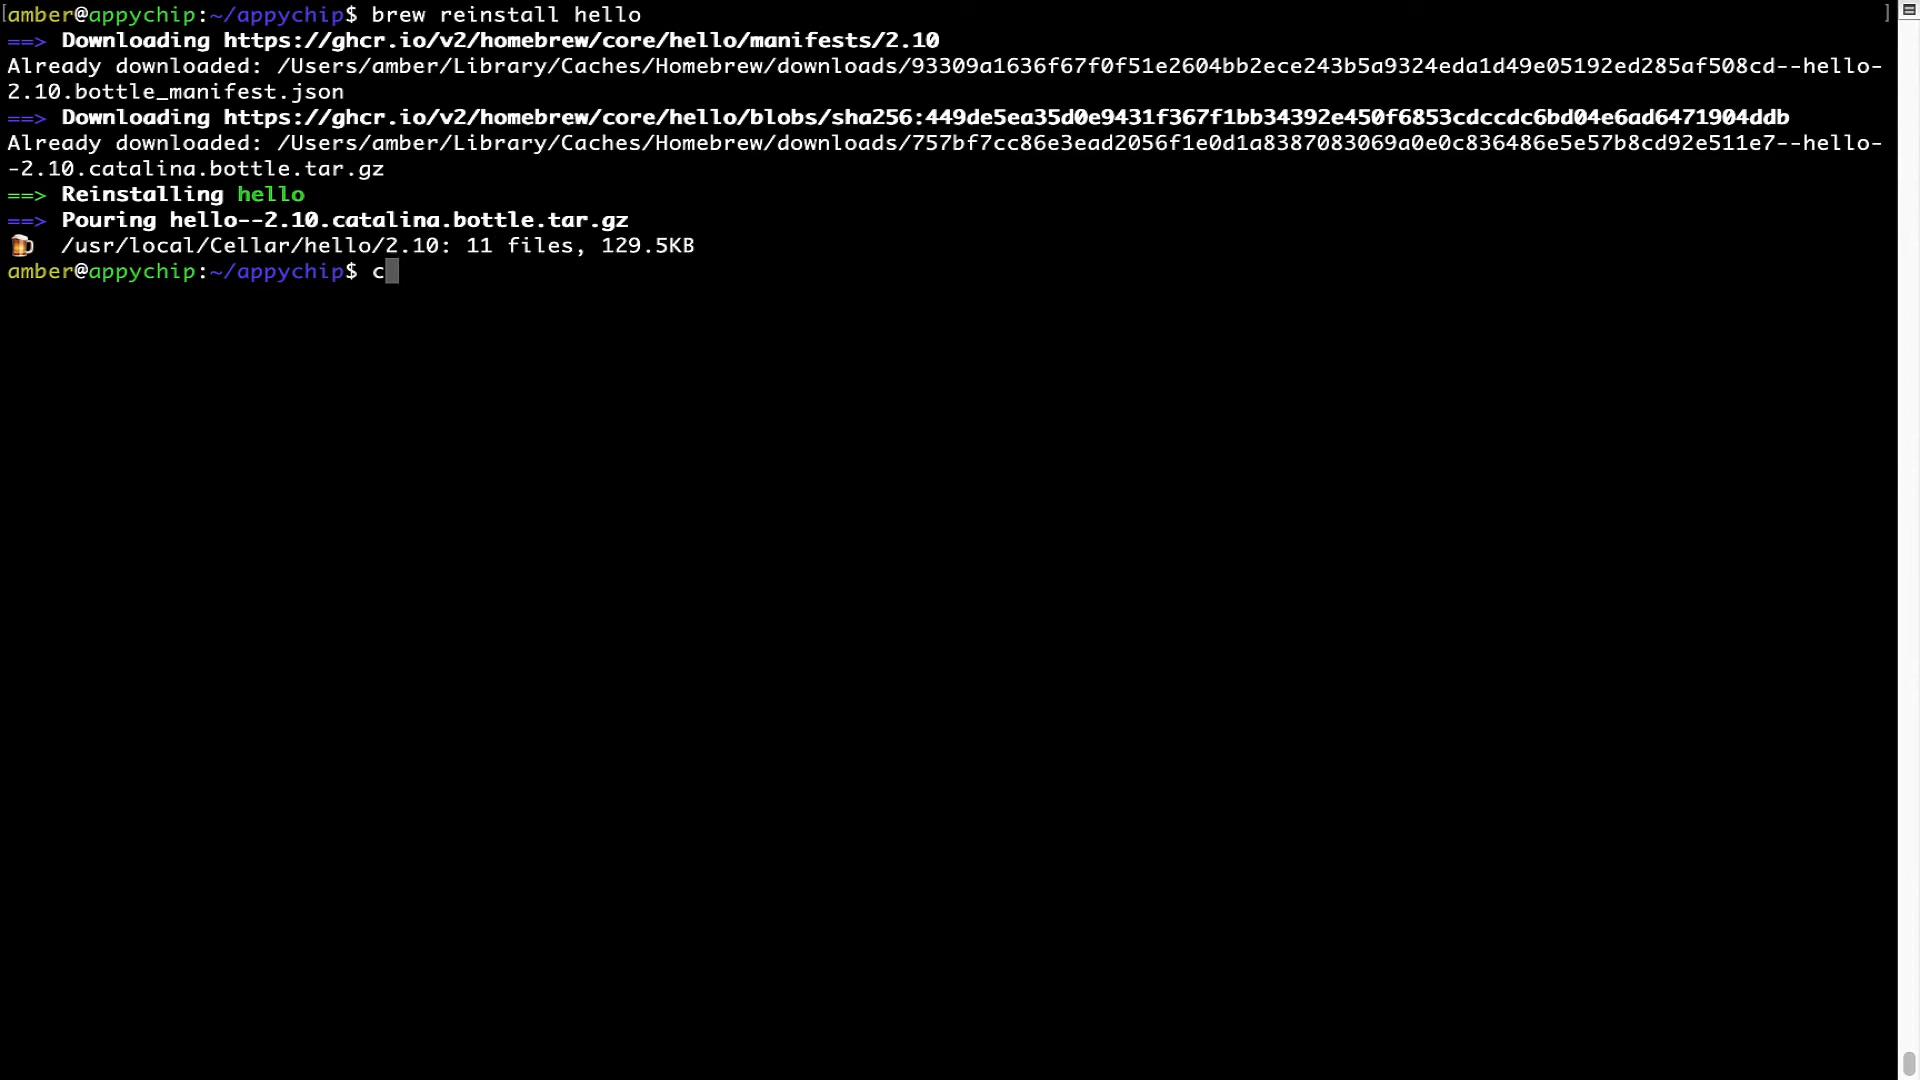 amber@appychip:~/appychip$ brew reinstall hello
==> Downloading https://ghcr.io/v2/homebrew/core/hello/manifests/2.10
Already downloaded: /Users/amber/Library/Caches/Homebrew/downloads/93309a1636f67f0f51e2604bb2ece243b5a9324eda1d49e05192ed285af508cd--hello-
2.10.bottle_manifest.json
==> Downloading https://ghcr.io/v2/homebrew/core/hello/blobs/sha256:449de5ea35d0e9431f367f1bb34392e450f6853cdccdc6bd04e6ad6471904ddb
Already downloaded: /Users/amber/Library/Caches/Homebrew/downloads/757bf7cc86e3ead2056f1e0d1a8387083069a0e0c836486e5e57b8cd92e511e7--hello-
-2.10.catalina.bottle.tar.gz
==> Reinstalling hello
==> Pouring hello--2.10.catalina.bottle.tar.gz
🍺 /usr/local/Cellar/hello/2.10: 11 files, 129.5KB
amber@appychip:~/appychip$ c